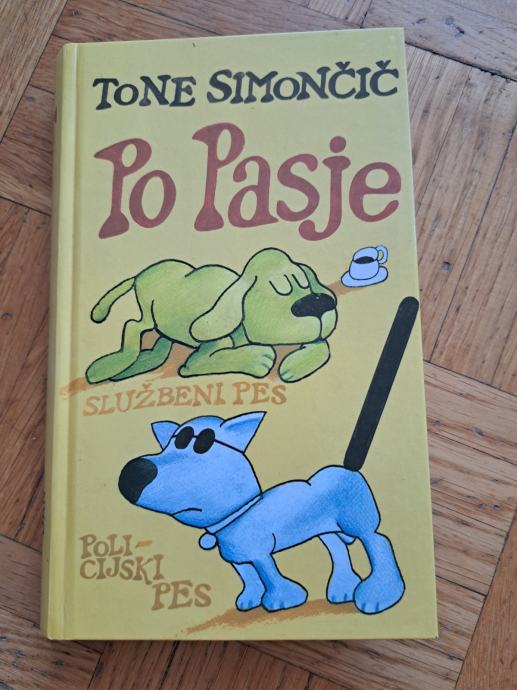 TONE SIMONČIČ
Po Pasje
SLUŽBENI PES
POLI-
CIJSKI
PES